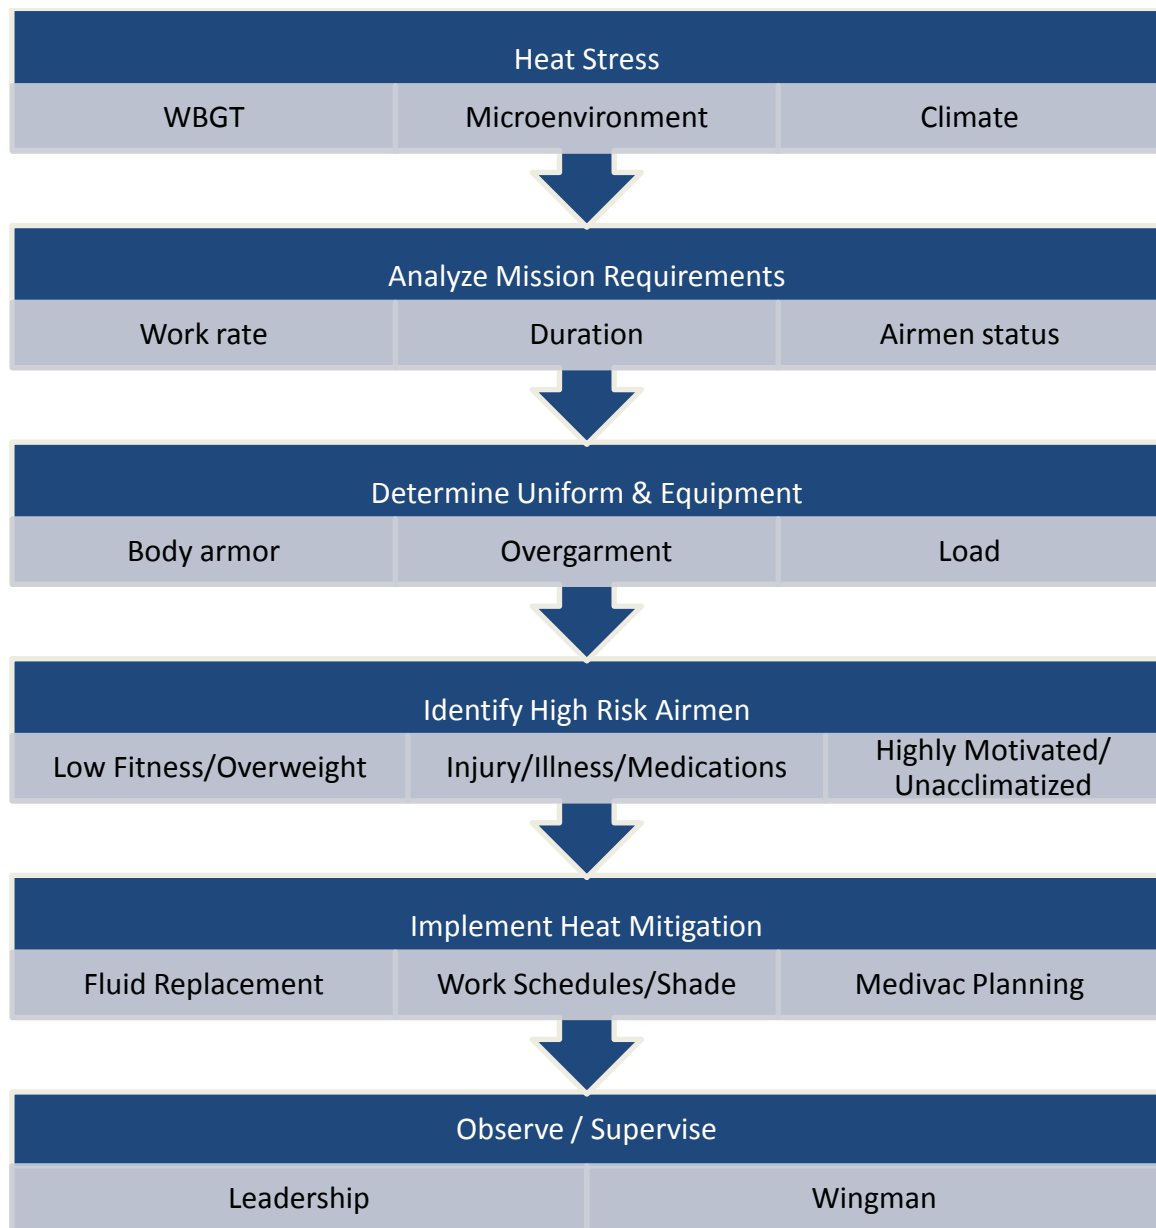 Heat Stress
WBGT
Microenvironment
Climate
Analyze Mission Requirements
Work rate
Duration
Airmen status
Determine Uniform & Equipment
Body armor
Overgarment
Load
Identify High Risk Airmen
Low Fitness/Overweight
Injury/Illness/Medications
Highly Motivated/
Unacclimatized
Implement Heat Mitigation
Fluid Replacement
Work Schedules/Shade
Medivac Planning
Observe / Supervise
Leadership
Wingman